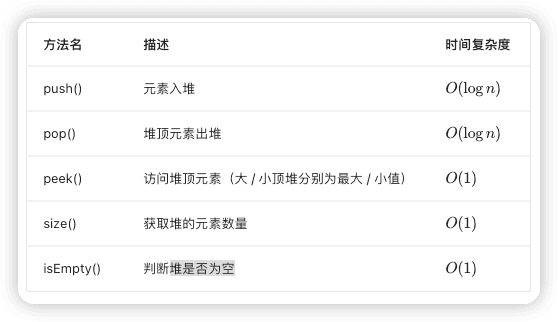 方法名 描述 时间复杂度
push() 元素入堆 O(log n)
pop() 堆顶元素出堆 O(log n)
peek() 访问堆顶元素（大 / 小顶堆分别为最大 / 小值） O(1)
size() 获取堆的元素数量 O(1)
isEmpty() 判断堆是否为空 O(1)